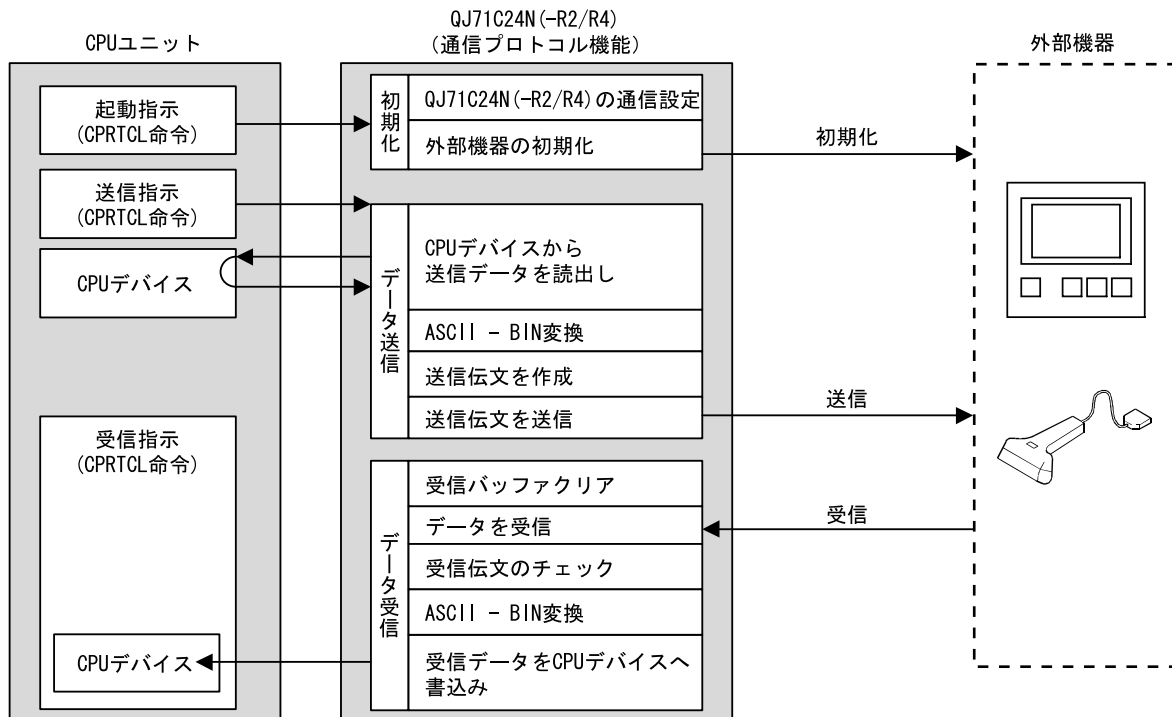 CPUユニット
起動指示
(CPRTCL命令)
送信指示
(CPRTCL命令)
CPUデバイス
受信指示
(CPRTCL命令)
CPUデバイス
QJ71C24N(-R2/R4)
(通信プロトコル機能)
初期化
QJ71C24N(-R2/R4)の通信設定
外部機器の初期化
データ送信
CPUデバイスから
送信データを読出し
ASCII - BIN変換
送信伝文を作成
送信伝文を送信
データ受信
受信バッファクリア
データを受信
受信伝文のチェック
ASCII - BIN変換
受信データをCPUデバイスへ
書込み
初期化
送信
受信
外部機器